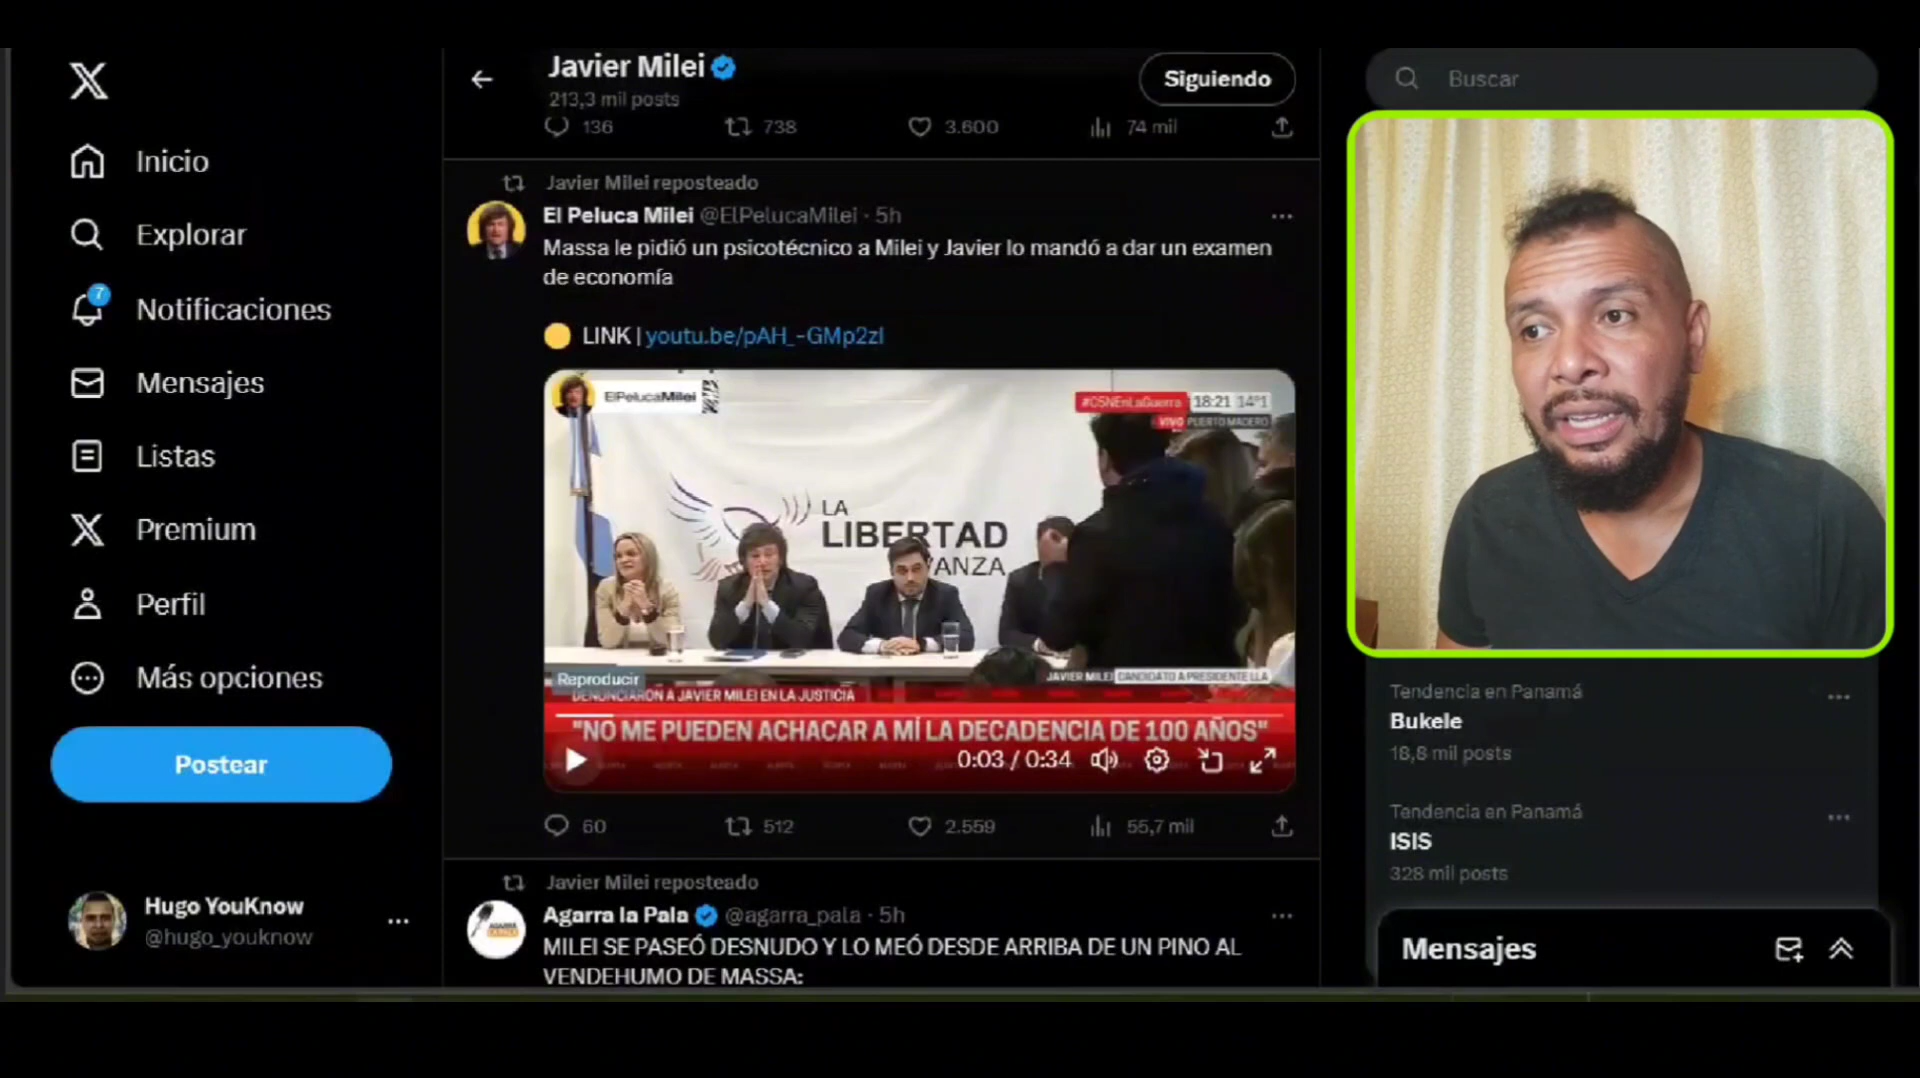 Inicio
Explorar
7
Notificaciones
Mensajes
Listas
Premium
Perfil
Más opciones
Postear
Hugo YouKnow
@hugo_youknow
Javier Milei
213,3 mil posts
Siguiendo
136 738 3.600 74 mil
Javier Milei reposteado
El Peluca Milei @ElPelucaMilei · 5h
Massa le pidió un psicotécnico a Milei y Javier lo mandó a dar un examen
de economía
LINK | youtu.be/pAH_-GMp2zI
ElPelucaMilei
#C5NEnLaGuerra 18:21 14°1
VIVO PUERTO MADERO
LA
LIBERTAD
AVANZA
Reproducir
JAVIER MILEI CANDIDATO A PRESIDENTE LLA
DENUNCIARON A JAVIER MILEI EN LA JUSTICIA
"NO ME PUEDEN ACHACAR A MÍ LA DECADENCIA DE 100 AÑOS"
0:03 / 0:34
60 512 2.559 55,7 mil
Javier Milei reposteado
Agarra la Pala @agarra_pala · 5h
MILEI SE PASEÓ DESNUDO Y LO MEÓ DESDE ARRIBA DE UN PINO AL
VENDEHUMO DE MASSA:
Buscar
Tendencia en Panamá
Bukele
18,8 mil posts
Tendencia en Panamá
ISIS
328 mil posts
Mensajes